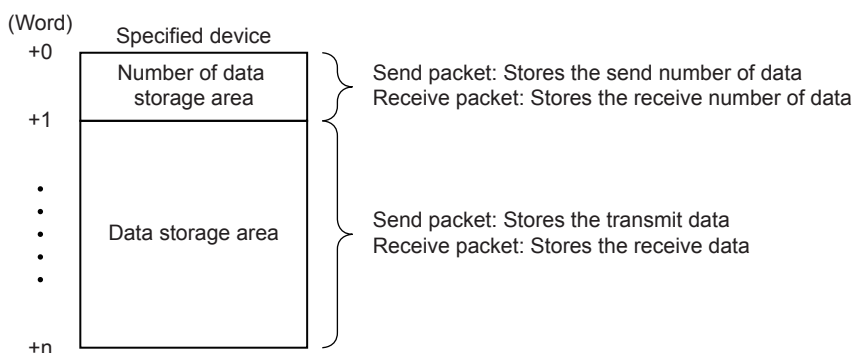 (Word)
Specified device
+0
Number of data
storage area
Send packet: Stores the send number of data
Receive packet: Stores the receive number of data
+1
Data storage area
Send packet: Stores the transmit data
Receive packet: Stores the receive data
+n